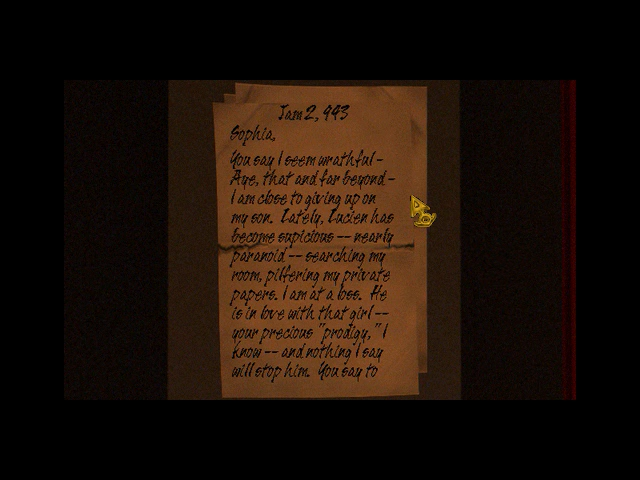 Jam 2, 993
Sophia,
You say I seem wrathful -
Aye, that and far beyond -
I am close to giving up on
my son. Lately, Lucien has
become supicious -- nearly
paranoid -- searching my
room, pilfering my private
papers. I am at a loss. He
is in love with that girl --
your precious "prodigy," I
know -- and nothing I say
will stop him. You say to